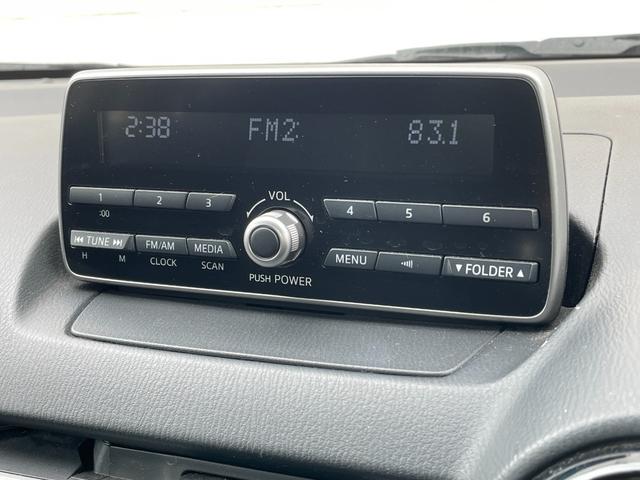 2:38 FM2 83.1
1 2 3 VOL 4 5 6
:00
TUNE FM/AM MEDIA MENU FOLDER
H M CLOCK SCAN PUSH POWER